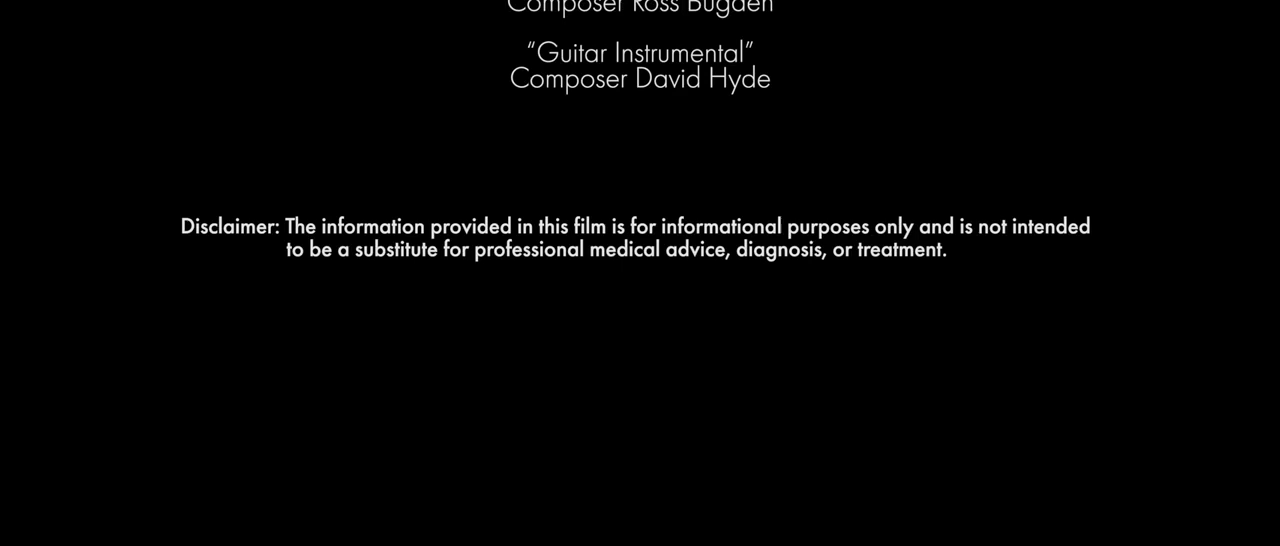 Composer Ross Bugden
“Guitar Instrumental”
Composer David Hyde
Disclaimer: The information provided in this film is for informational purposes only and is not intended
to be a substitute for professional medical advice, diagnosis, or treatment.